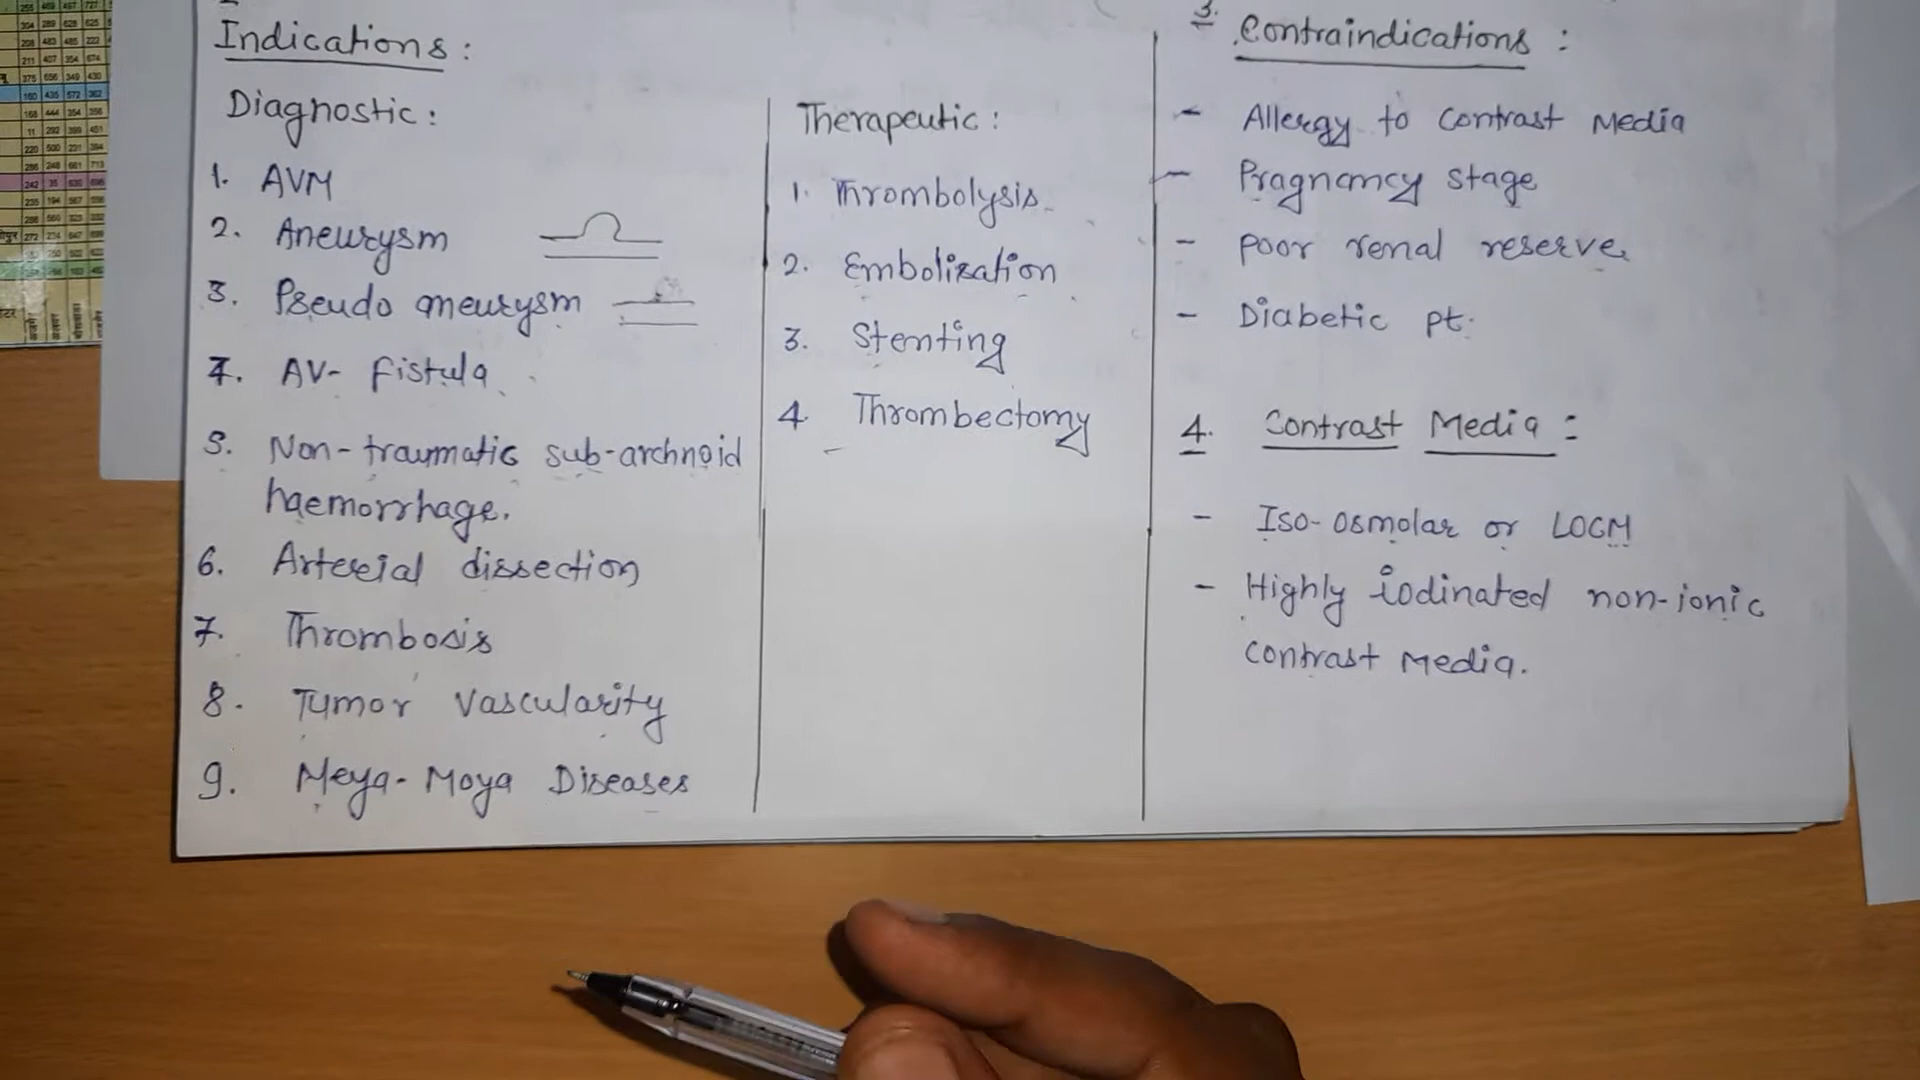 Indications:
Diagnostic:
1. AVM
2. Aneurysm
3. Pseudo aneurysm
4. AV- fistula
5. Non-traumatic sub-archnoid
haemorrhage.
6. Arterial dissection
7. Thrombosis
8. Tumor Vascularity
9. Meya-Moya Diseases
Therapeutic:
1. Thrombolysis
2. Embolization
3. Stenting
4 Thrombectomy
3. Contraindications:
- Allergy to contrast Media
- Pragnancy stage
- poor renal reserve
- Diabetic pt.
4. Contrast Media:
- Iso-osmolar or LOCM
- Highly iodinated non-ionic
contrast Media.